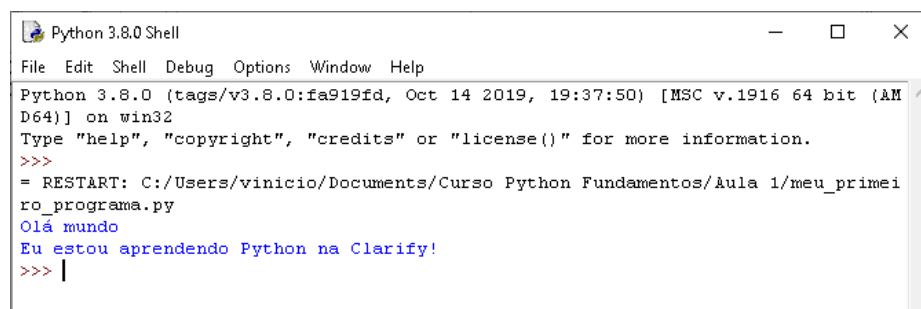 Python 3.8.0 Shell
File Edit Shell Debug Options Window Help
Python 3.8.0 (tags/v3.8.0:fa919fd, Oct 14 2019, 19:37:50) [MSC v.1916 64 bit (AM
D64)] on win32
Type "help", "copyright", "credits" or "license()" for more information.
>>>
= RESTART: C:/Users/vinicio/Documents/Curso Python Fundamentos/Aula 1/meu_primei
ro_programa.py
Olá mundo
Eu estou aprendendo Python na Clarify!
>>>